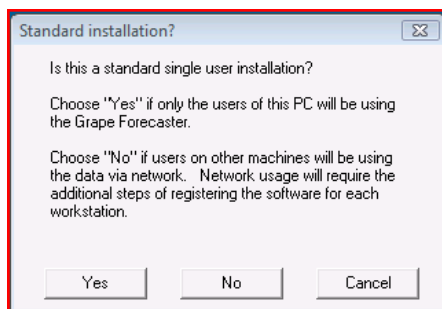 Standard installation?
Is this a standard single user installation?
Choose "Yes" if only the users of this PC will be using
the Grape Forecaster.
Choose "No" if users on other machines will be using
the data via network.   Network usage will require the
additional steps of registering the software for each
workstation.
Yes No Cancel